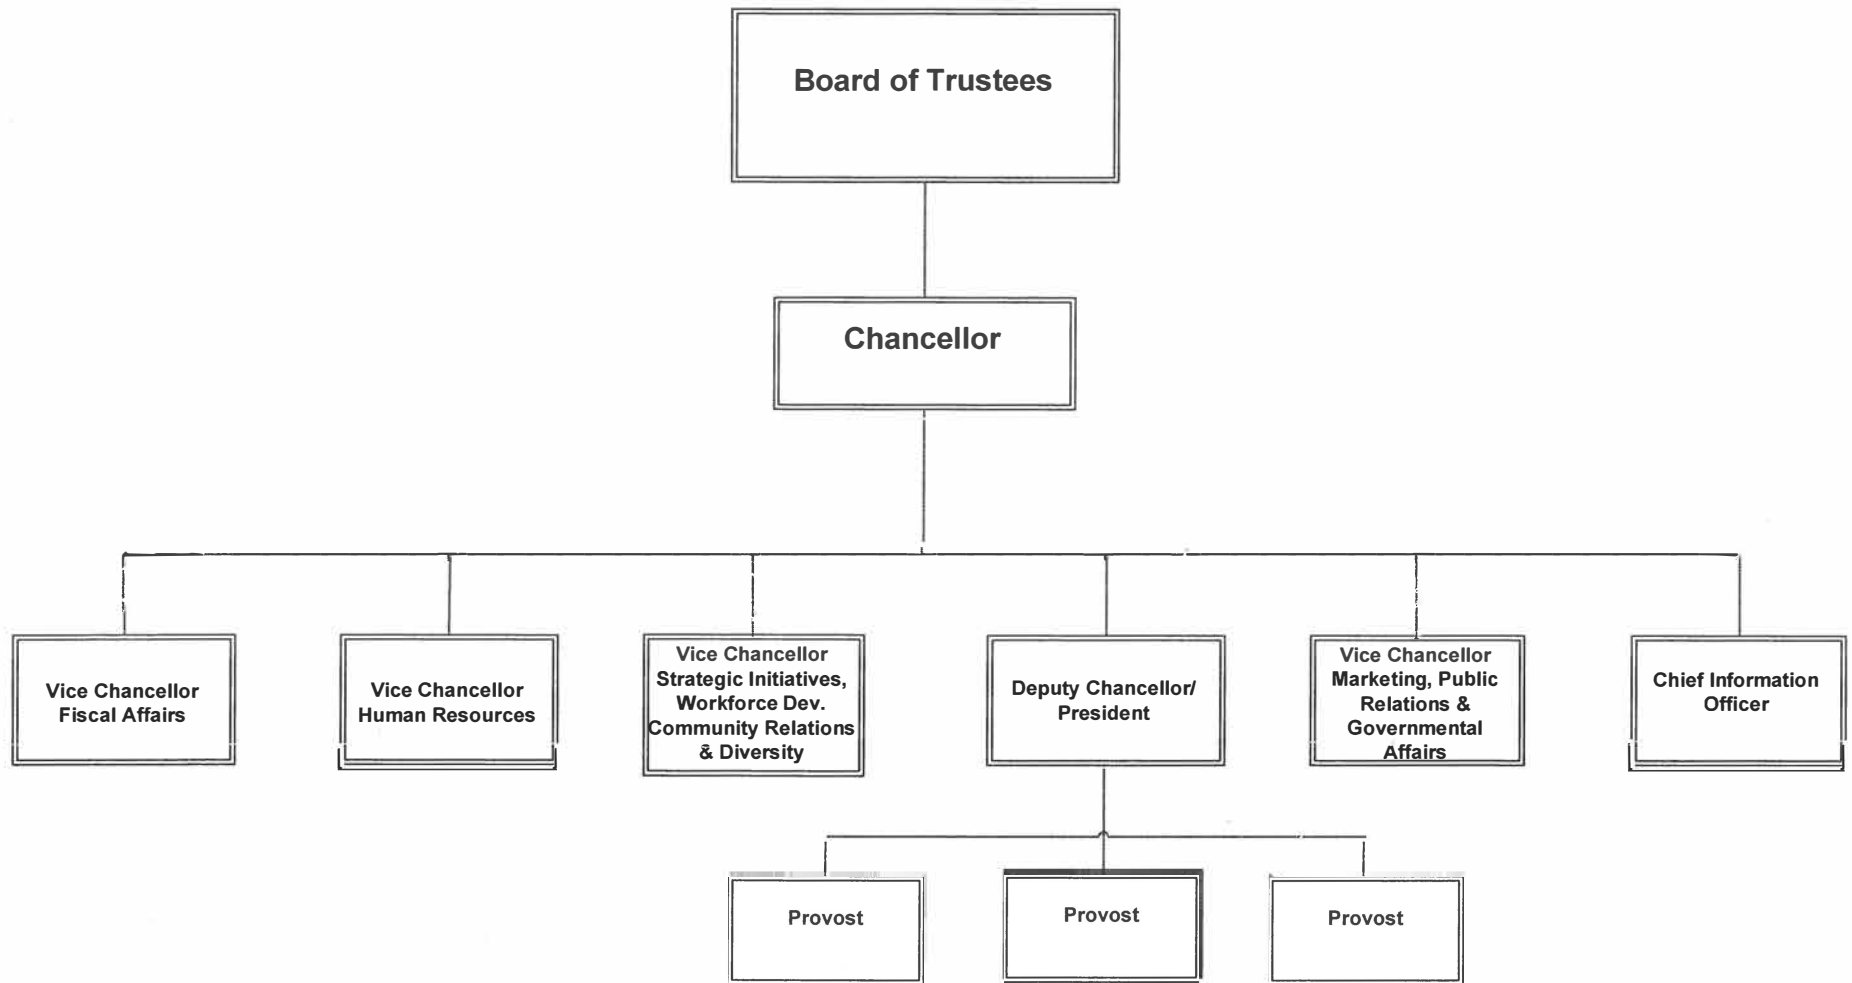 Board of Trustees
Chancellor
Vice Chancellor
Fiscal Affairs
Vice Chancellor
Human Resources
Vice Chancellor
Strategic Initiatives,
Workforce Dev.
Community Relations
& Diversity
Deputy Chancellor/
President
Vice Chancellor
Marketing, Public
Relations &
Governmental
Affairs
Chief Information
Officer
Provost
Provost
Provost